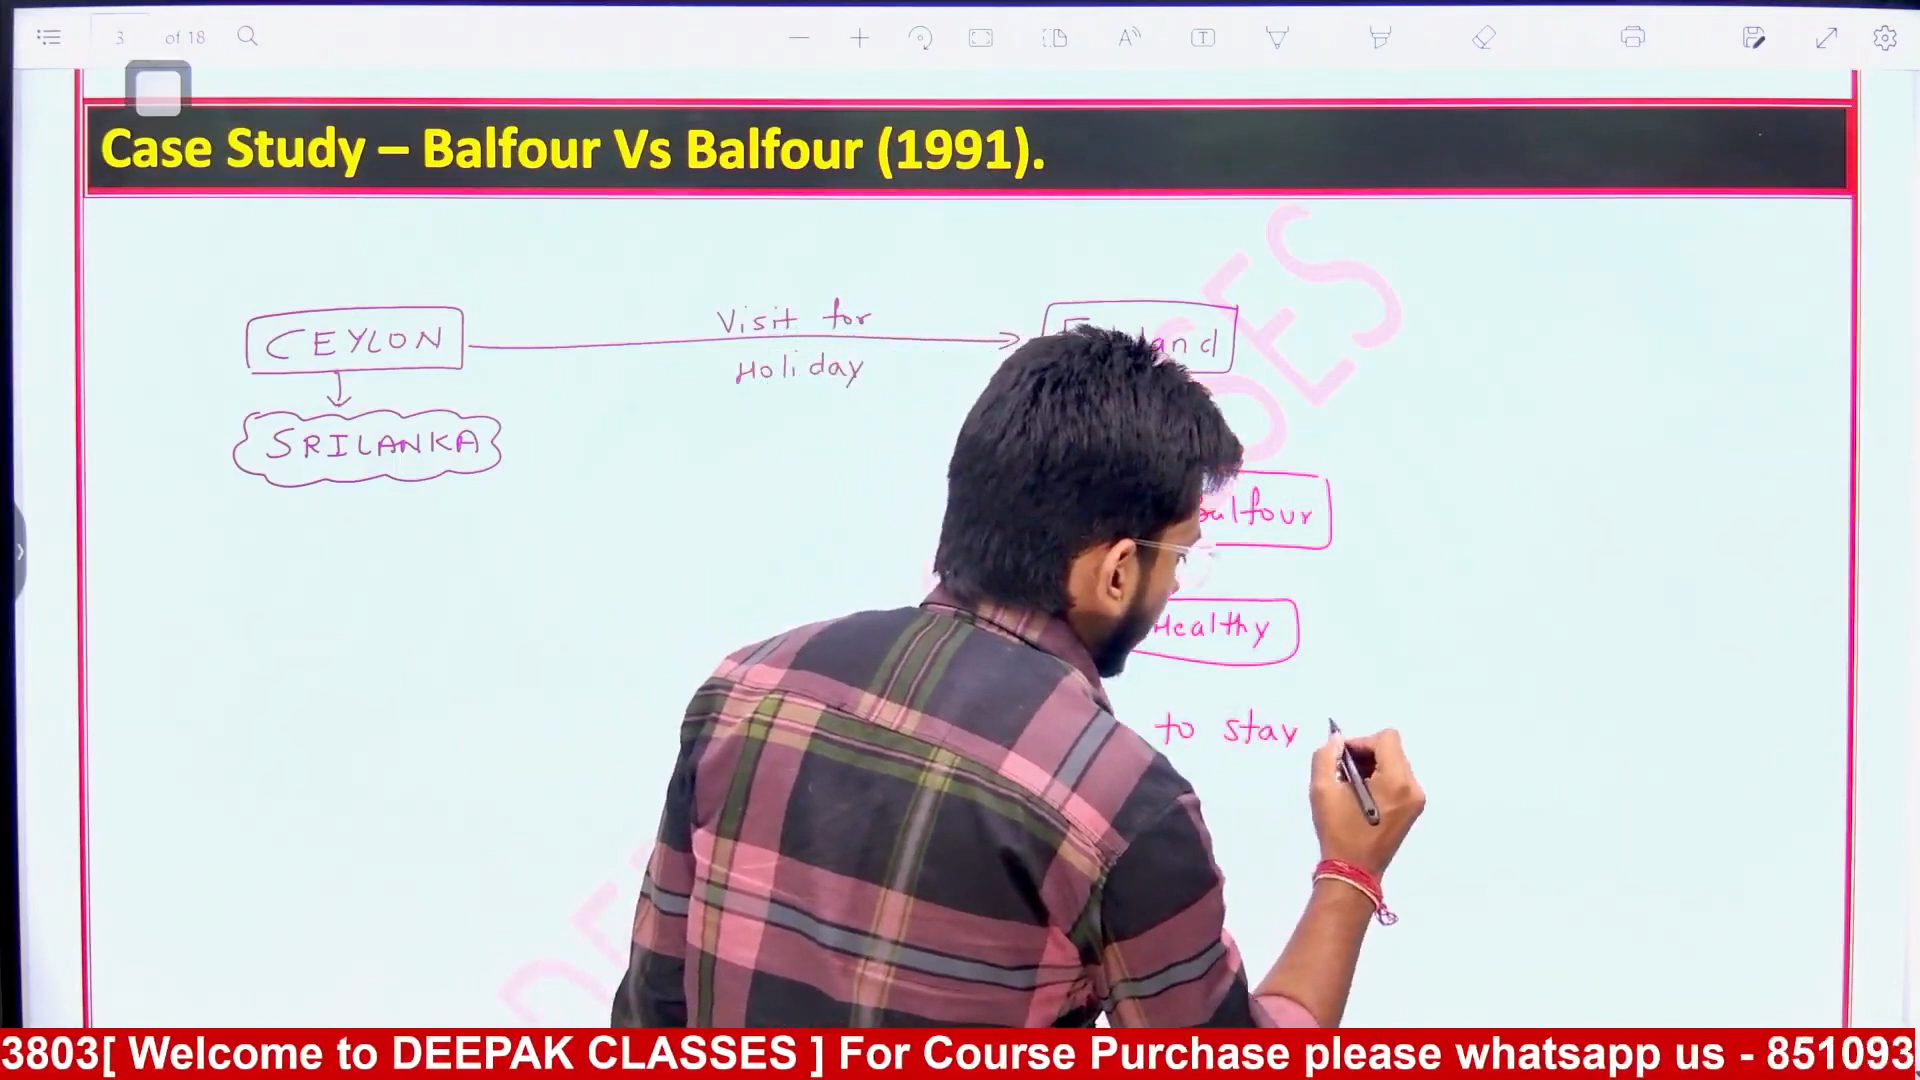 3 of 18
Case Study – Balfour Vs Balfour (1991).
CEYLON
Visit for
Holiday
SRILANKA
Healthy
to stay
3803[ Welcome to DEEPAK CLASSES ] For Course Purchase please whatsapp us - 851093